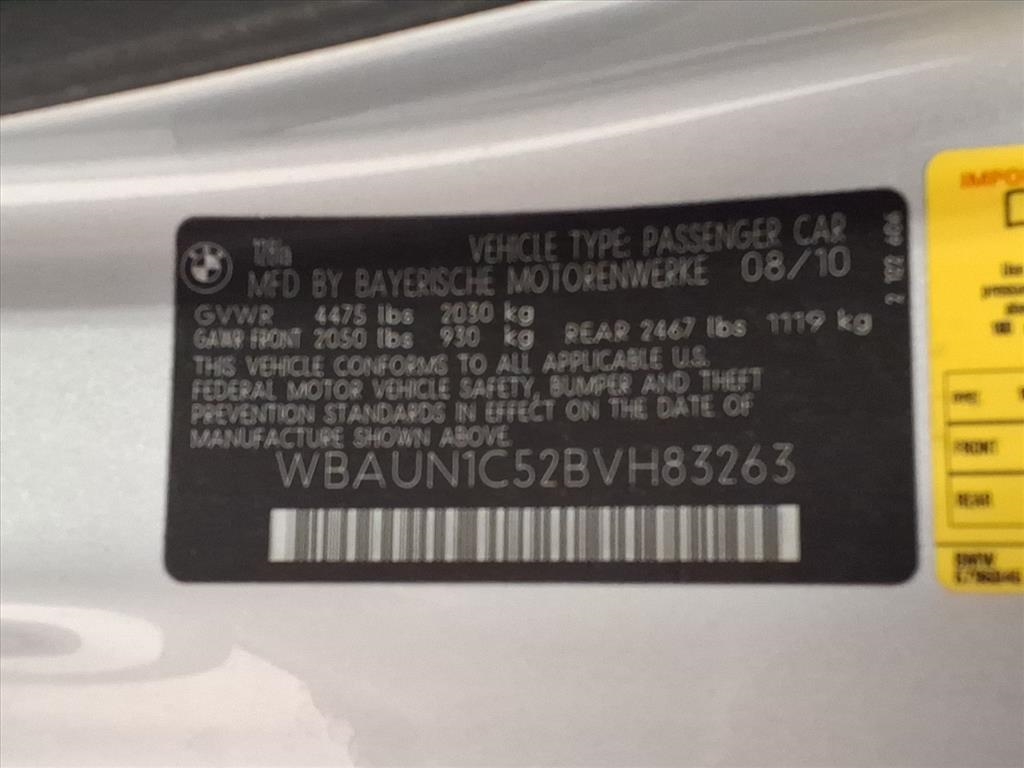 VEHICLE TYPE: PASSENGER CAR
MFD BY BAYERISCHE MOTORENWERKE 08/10
GVWR 4475 lbs 2030 kg
GAWR FRONT 2050 lbs 930 kg REAR 2467 lbs 1119 kg
THIS VEHICLE CONFORMS TO ALL APPLICABLE U.S.
FEDERAL MOTOR VEHICLE SAFETY, BUMPER AND THEFT
PREVENTION STANDARDS IN EFFECT ON THE DATE OF
MANUFACTURE SHOWN ABOVE.
WBAUN1C52BVH83263
FRONT
REAR
BMW